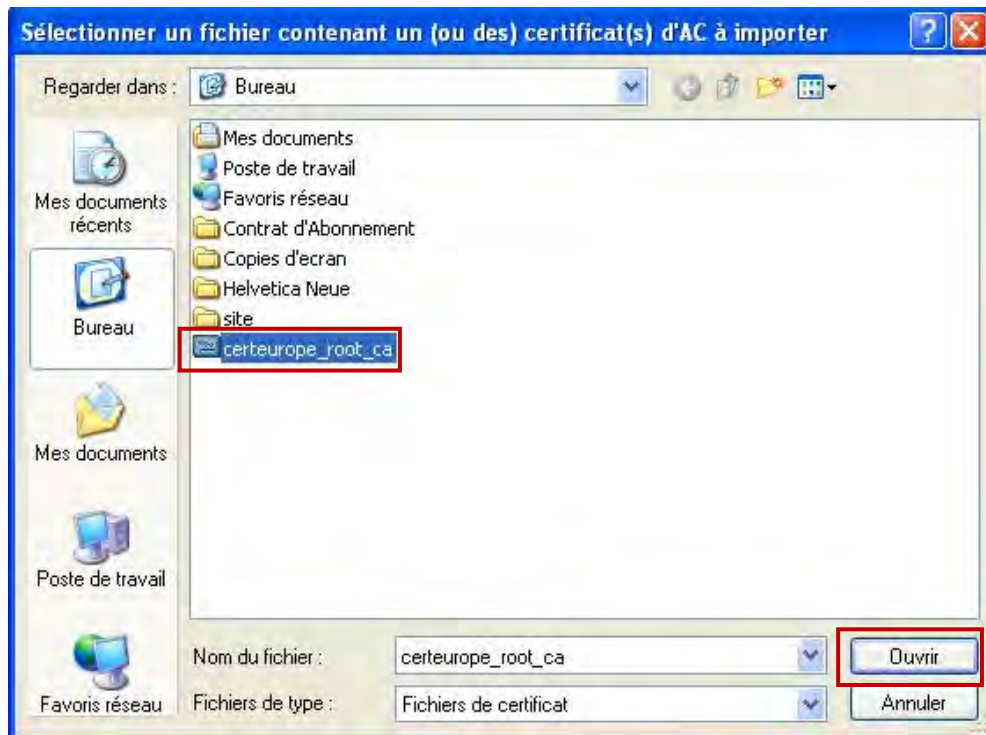 Sélectionner un fichier contenant un (ou des) certificat(s) d'AC à importer
Regarder dans :
Bureau
Mes documents récents
Bureau
Mes documents
Poste de travail
Favoris réseau
Mes documents
Poste de travail
Favoris réseau
Contrat d'Abonnement
Copies d'ecran
Helvetica Neue
site
certeurope_root_ca
Nom du fichier :
certeurope_root_ca
Ouvrir
Fichiers de type :
Fichiers de certificat
Annuler